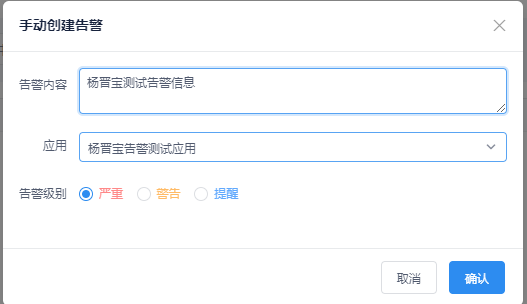 手动创建告警
告警内容
杨晋宝测试告警信息
应用
杨晋宝告警测试应用
告警级别 严重 警告 提醒
取消 确认